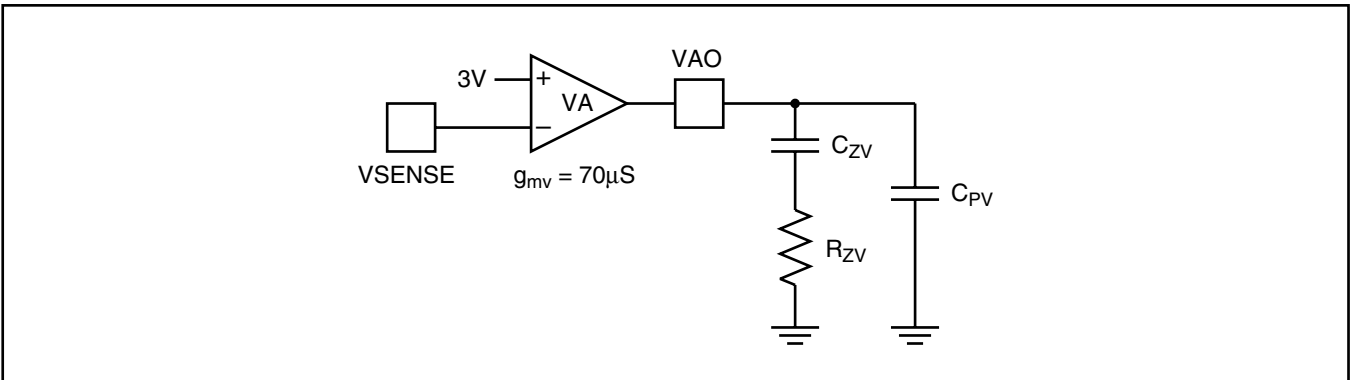 VAO
3V
+
VA
−
VSENSE
g_mv = 70μS
C_ZV
C_PV
R_ZV